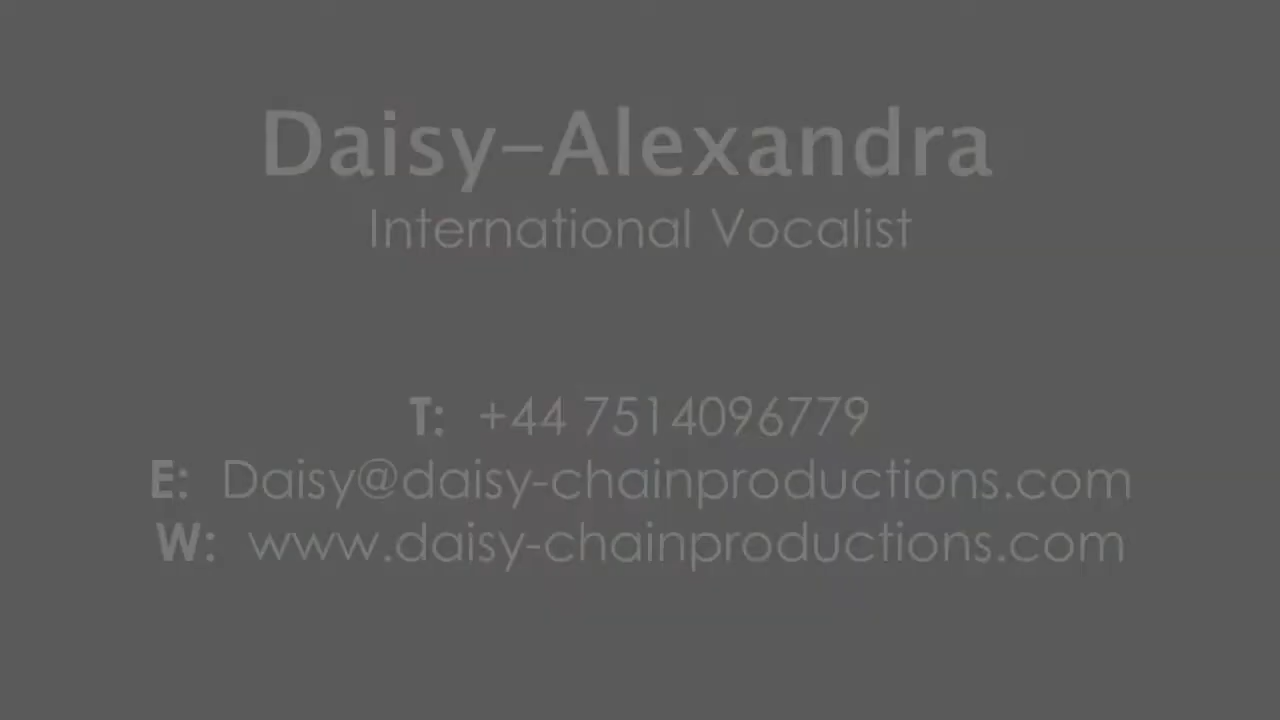 Daisy-Alexandra
International Vocalist
T: +44 7514096779
E: Daisy@daisy-chainproductions.com
W: www.daisy-chainproductions.com